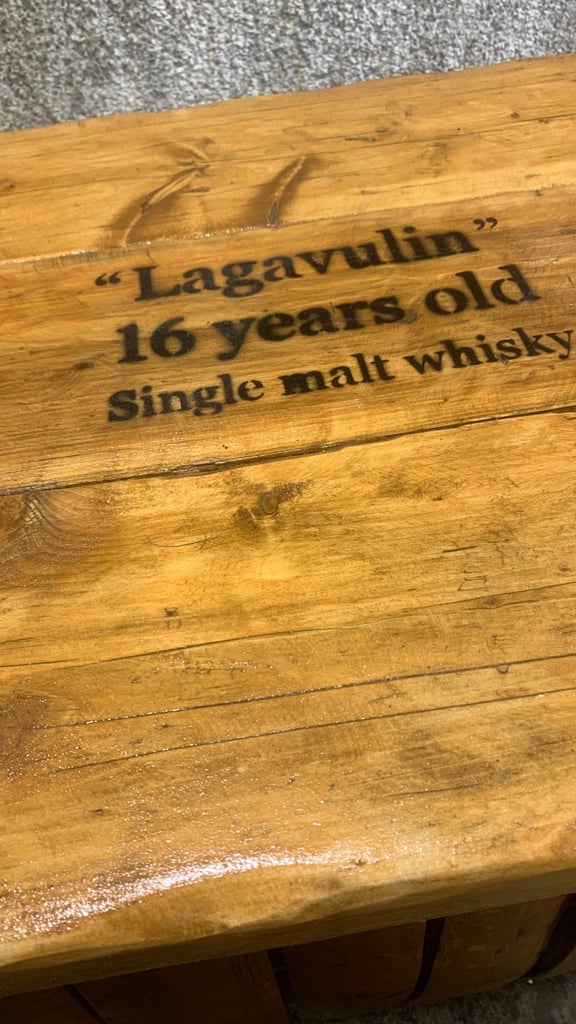 “Lagavulin”
16 years old
Single malt whisky